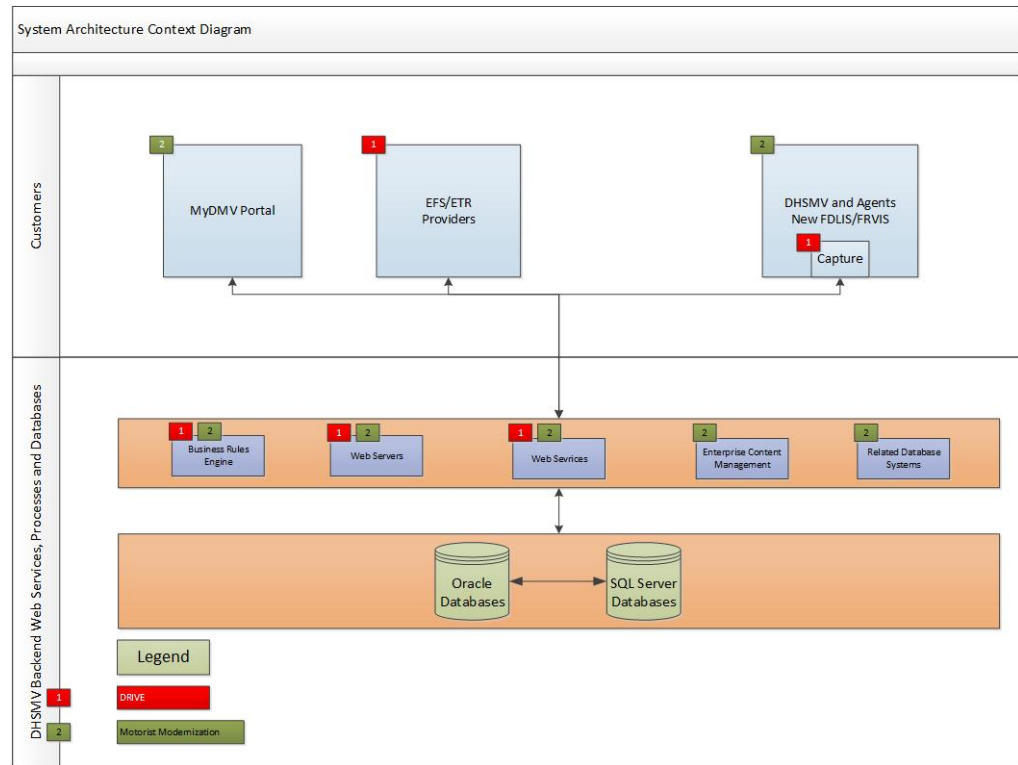 System Architecture Context Diagram
Customers
2
MyDMV Portal
1
EFS/ETR
Providers
2
DHSMV and Agents
New FDLIS/FRVIS
1
Capture
DHSMV Backend Web Services, Processes and Databases
1 2
Business Rules
Engine
1 2
Web Servers
1 2
Web Sevrices
2
Enterprise Content
Management
2
Related Database
Systems
Oracle
Databases
SQL Server
Databases
Legend
1 DRIVE
2 Motorist Modernization